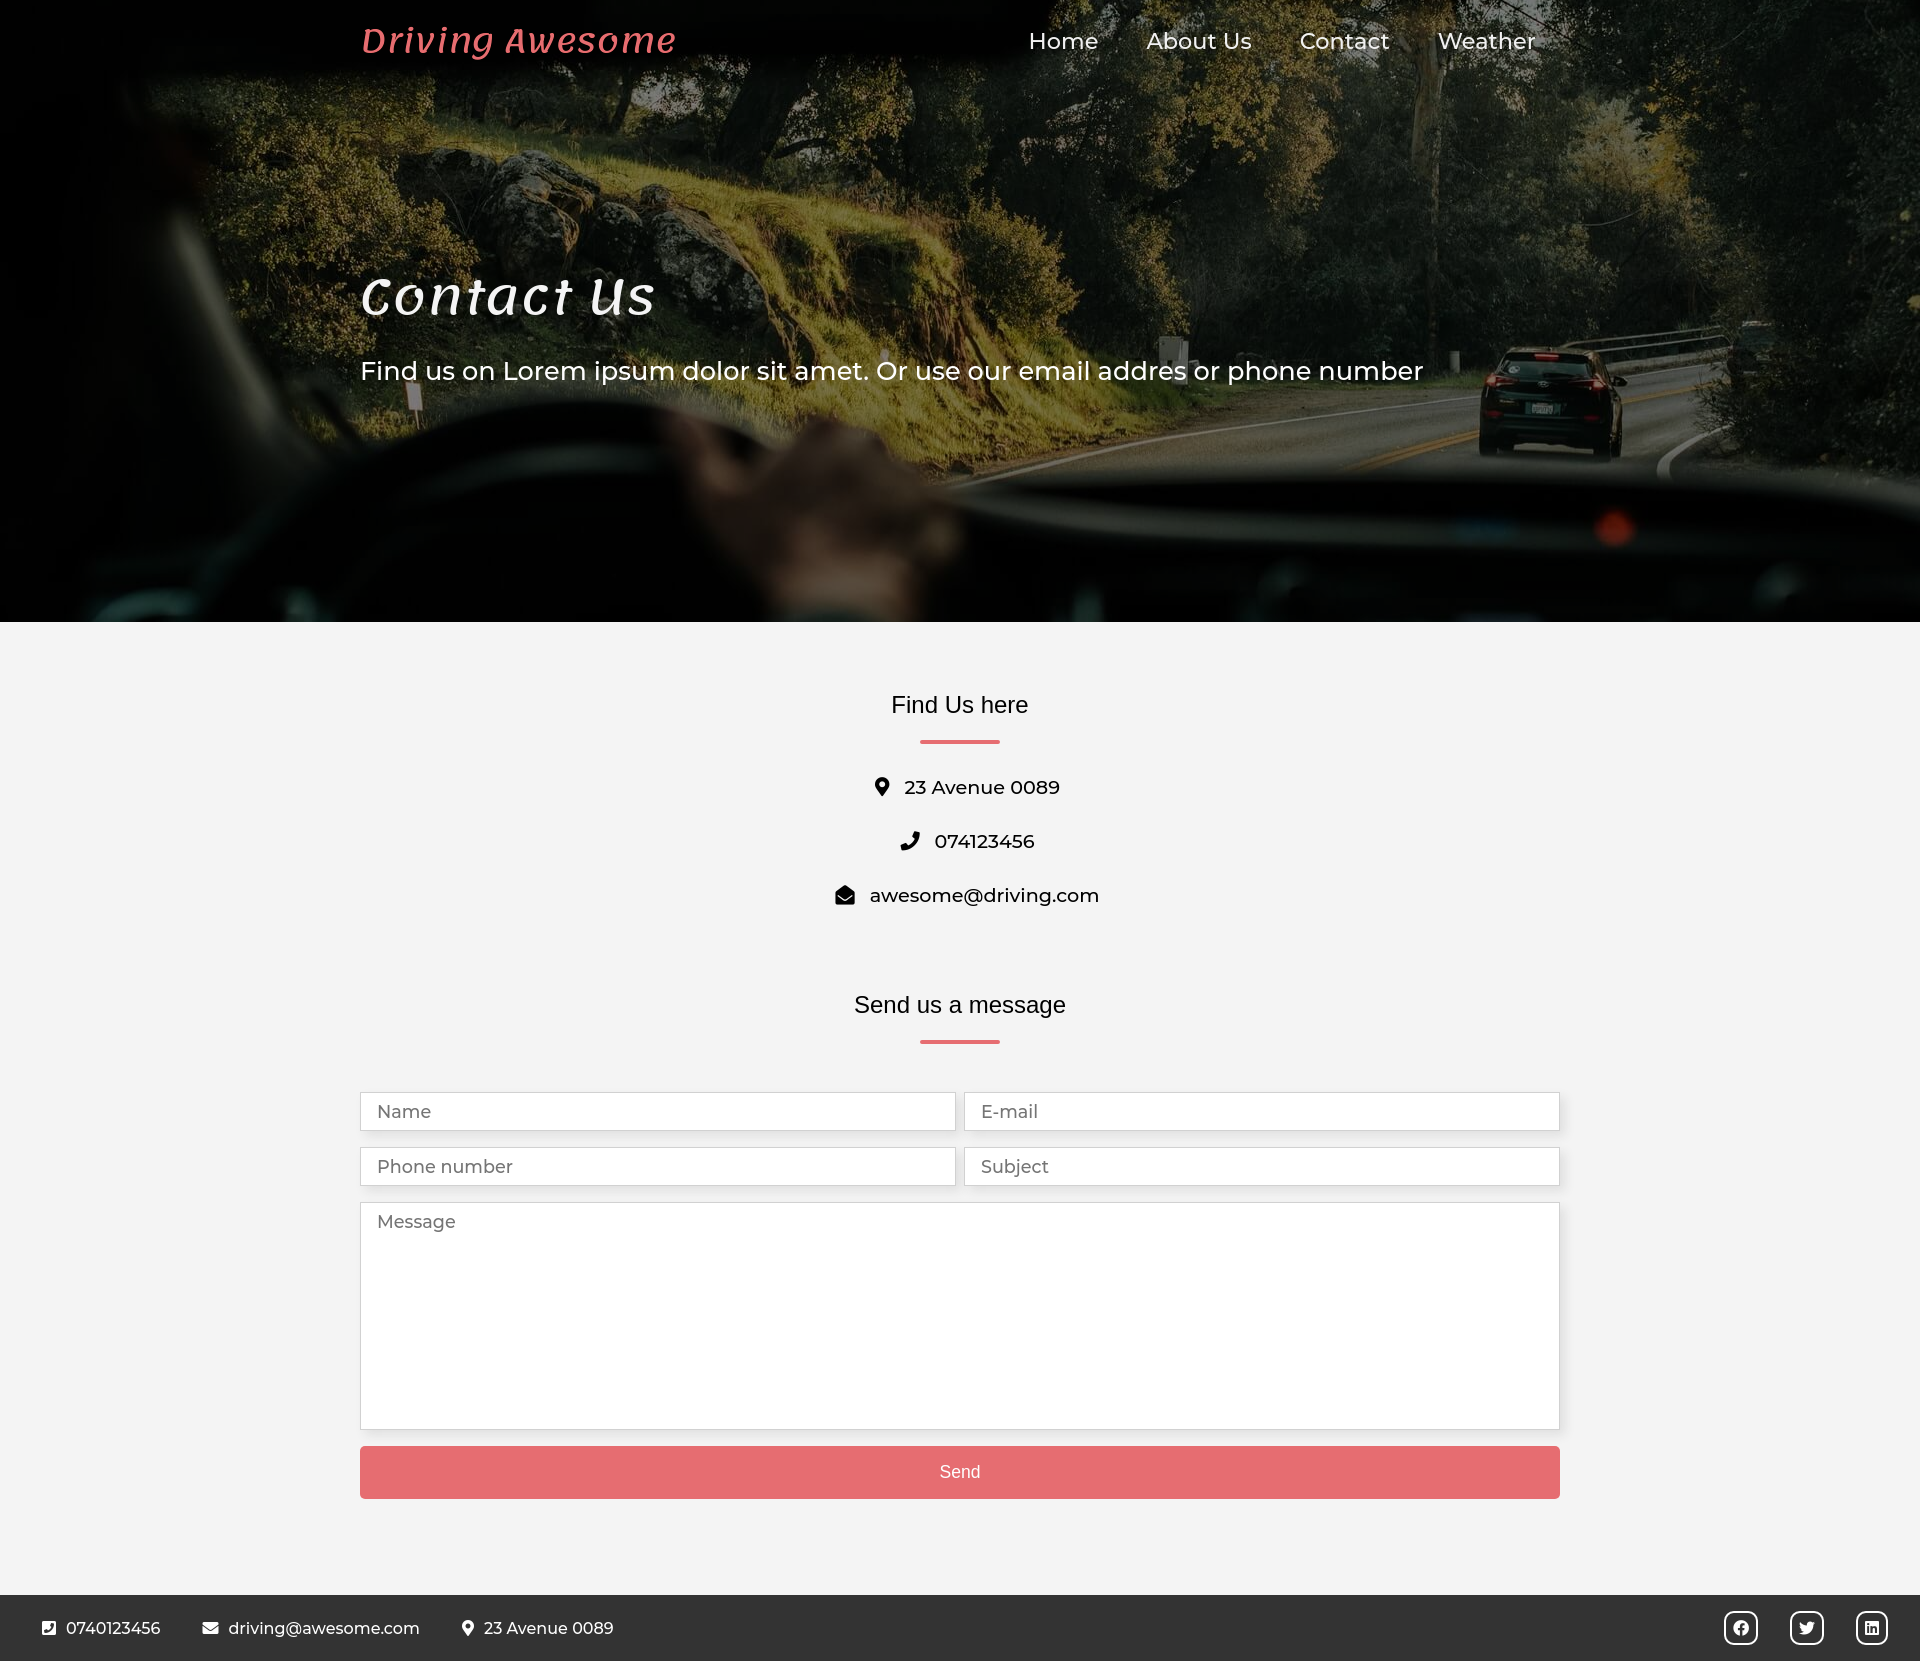 Driving Awesome
Home About Us Contact Weather
Contact Us
Find us on Lorem ipsum dolor sit amet. Or use our email addres or phone number
Find Us here
23 Avenue 0089
074123456
awesome@driving.com
Send us a message
Name E-mail
Phone number Subject
Message
Send
0740123456 driving@awesome.com 23 Avenue 0089